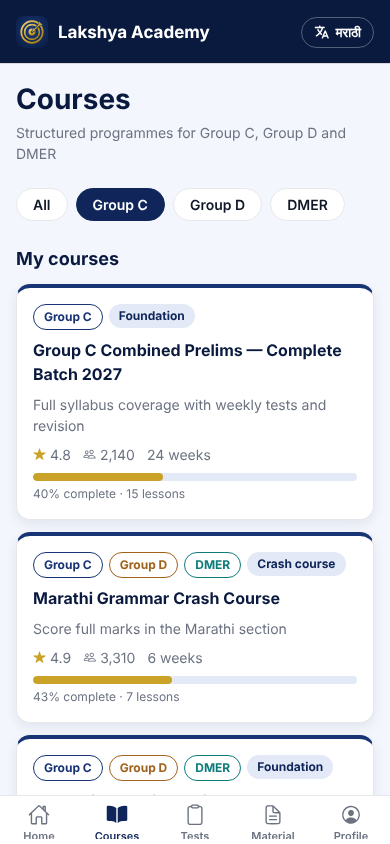 Lakshya Academy
मराठी
Courses
Structured programmes for Group C, Group D and
DMER
All
Group C
Group D
DMER
My courses
Group C
Foundation
Group C Combined Prelims — Complete
Batch 2027
Full syllabus coverage with weekly tests and
revision
4.8 2,140 24 weeks
40% complete · 15 lessons
Group C
Group D
DMER
Crash course
Marathi Grammar Crash Course
Score full marks in the Marathi section
4.9 3,310 6 weeks
43% complete · 7 lessons
Group C
Group D
DMER
Foundation
Home
Courses
Tests
Material
Profile